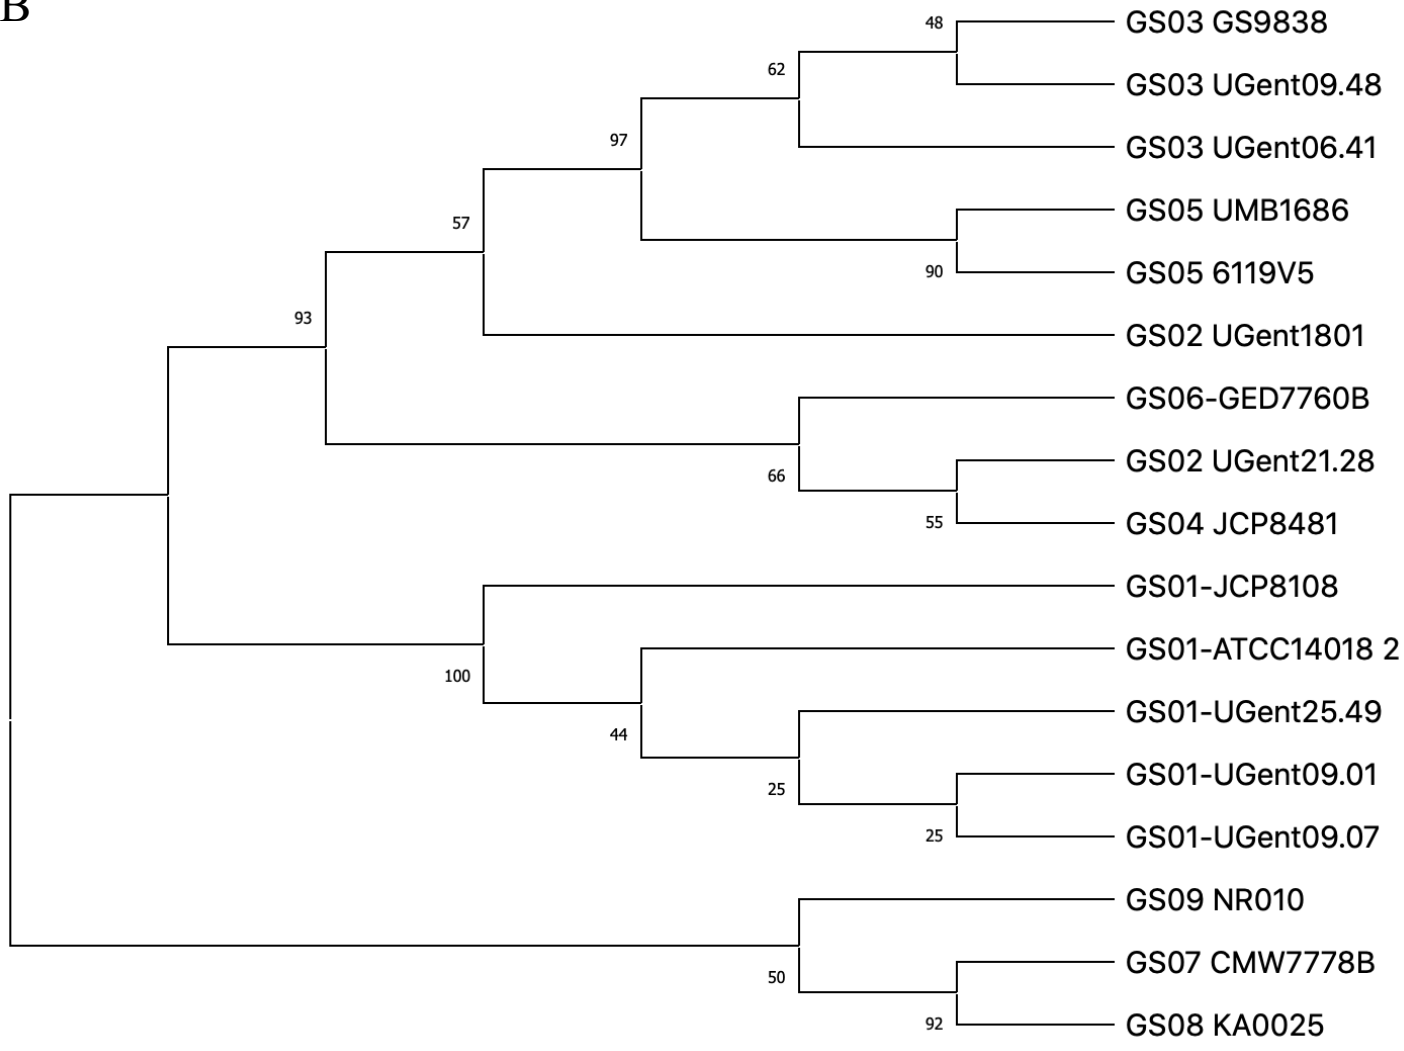 B
48
GS03 GS9838
62
GS03 UGent09.48
97
GS03 UGent06.41
57
GS05 UMB1686
90
GS05 6119V5
93
GS02 UGent1801
GS06-GED7760B
66
GS02 UGent21.28
55
GS04 JCP8481
GS01-JCP8108
100
GS01-ATCC14018 2
44
GS01-UGent25.49
25
GS01-UGent09.01
25
GS01-UGent09.07
GS09 NR010
50
GS07 CMW7778B
92
GS08 KA0025